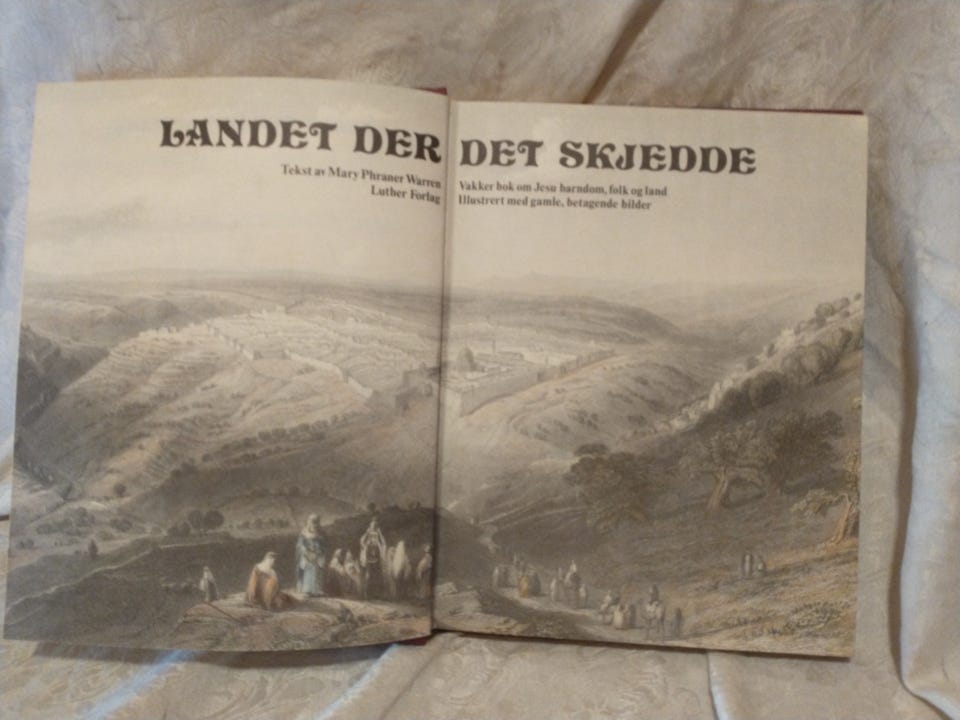 LANDET DER DET SKJEDDE
Tekst av Mary Phraner Warren
Luther Forlag
Vakker bok om Jesu barndom, folk og land
Illustrert med gamle, betagende bilder